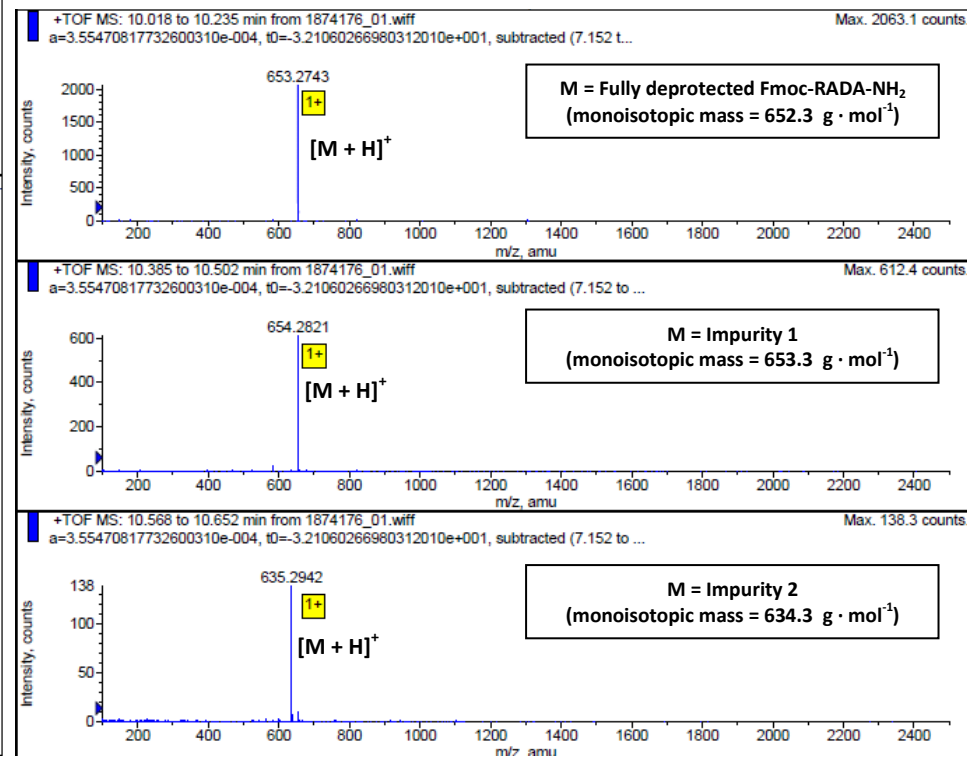 +TOF MS: 10.018 to 10.235 min from 1874176_01.wiff Max. 2063.1 counts.
a=3.55470817732600310e-004, t0=-3.21060266980312010e+001, subtracted (7.152 t...
653.2743
1+
[M + H]+
M = Fully deprotected Fmoc-RADA-NH2
(monoisotopic mass = 652.3 g · mol-1)
Intensity, counts
2000
1500
1000
500
0
200 400 600 800 1000 1200 1400 1600 1800 2000 2200 2400
m/z, amu
+TOF MS: 10.385 to 10.502 min from 1874176_01.wiff Max. 612.4 counts.
a=3.55470817732600310e-004, t0=-3.21060266980312010e+001, subtracted (7.152 to ...
654.2821
1+
[M + H]+
M = Impurity 1
(monoisotopic mass = 653.3 g · mol-1)
Intensity, counts
600
400
200
0
200 400 600 800 1000 1200 1400 1600 1800 2000 2200 2400
m/z, amu
+TOF MS: 10.568 to 10.652 min from 1874176_01.wiff Max. 138.3 counts.
a=3.55470817732600310e-004, t0=-3.21060266980312010e+001, subtracted (7.152 to ...
635.2942
1+
[M + H]+
M = Impurity 2
(monoisotopic mass = 634.3 g · mol-1)
Intensity, counts
138
100
50
0
200 400 600 800 1000 1200 1400 1600 1800 2000 2200 2400
m/z, amu